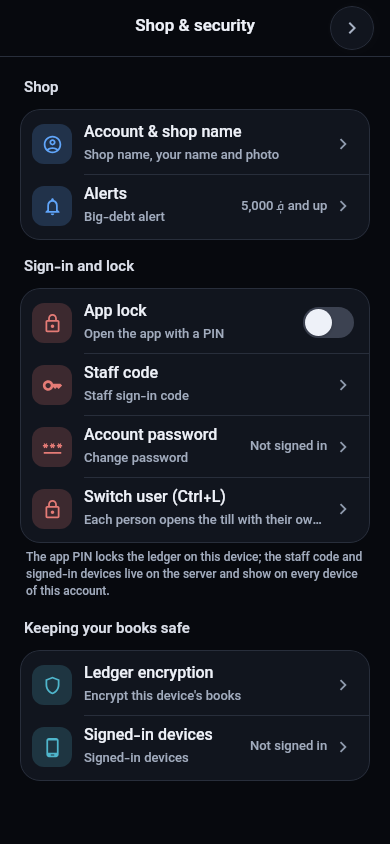 Shop & security
Shop
Account & shop name
Shop name, your name and photo
Alerts
Big-debt alert
5,000 ؋ and up
Sign-in and lock
App lock
Open the app with a PIN
Staff code
Staff sign-in code
Account password
Change password
Not signed in
Switch user (Ctrl+L)
Each person opens the till with their ow…
The app PIN locks the ledger on this device; the staff code and
signed-in devices live on the server and show on every device
of this account.
Keeping your books safe
Ledger encryption
Encrypt this device's books
Signed-in devices
Signed-in devices
Not signed in